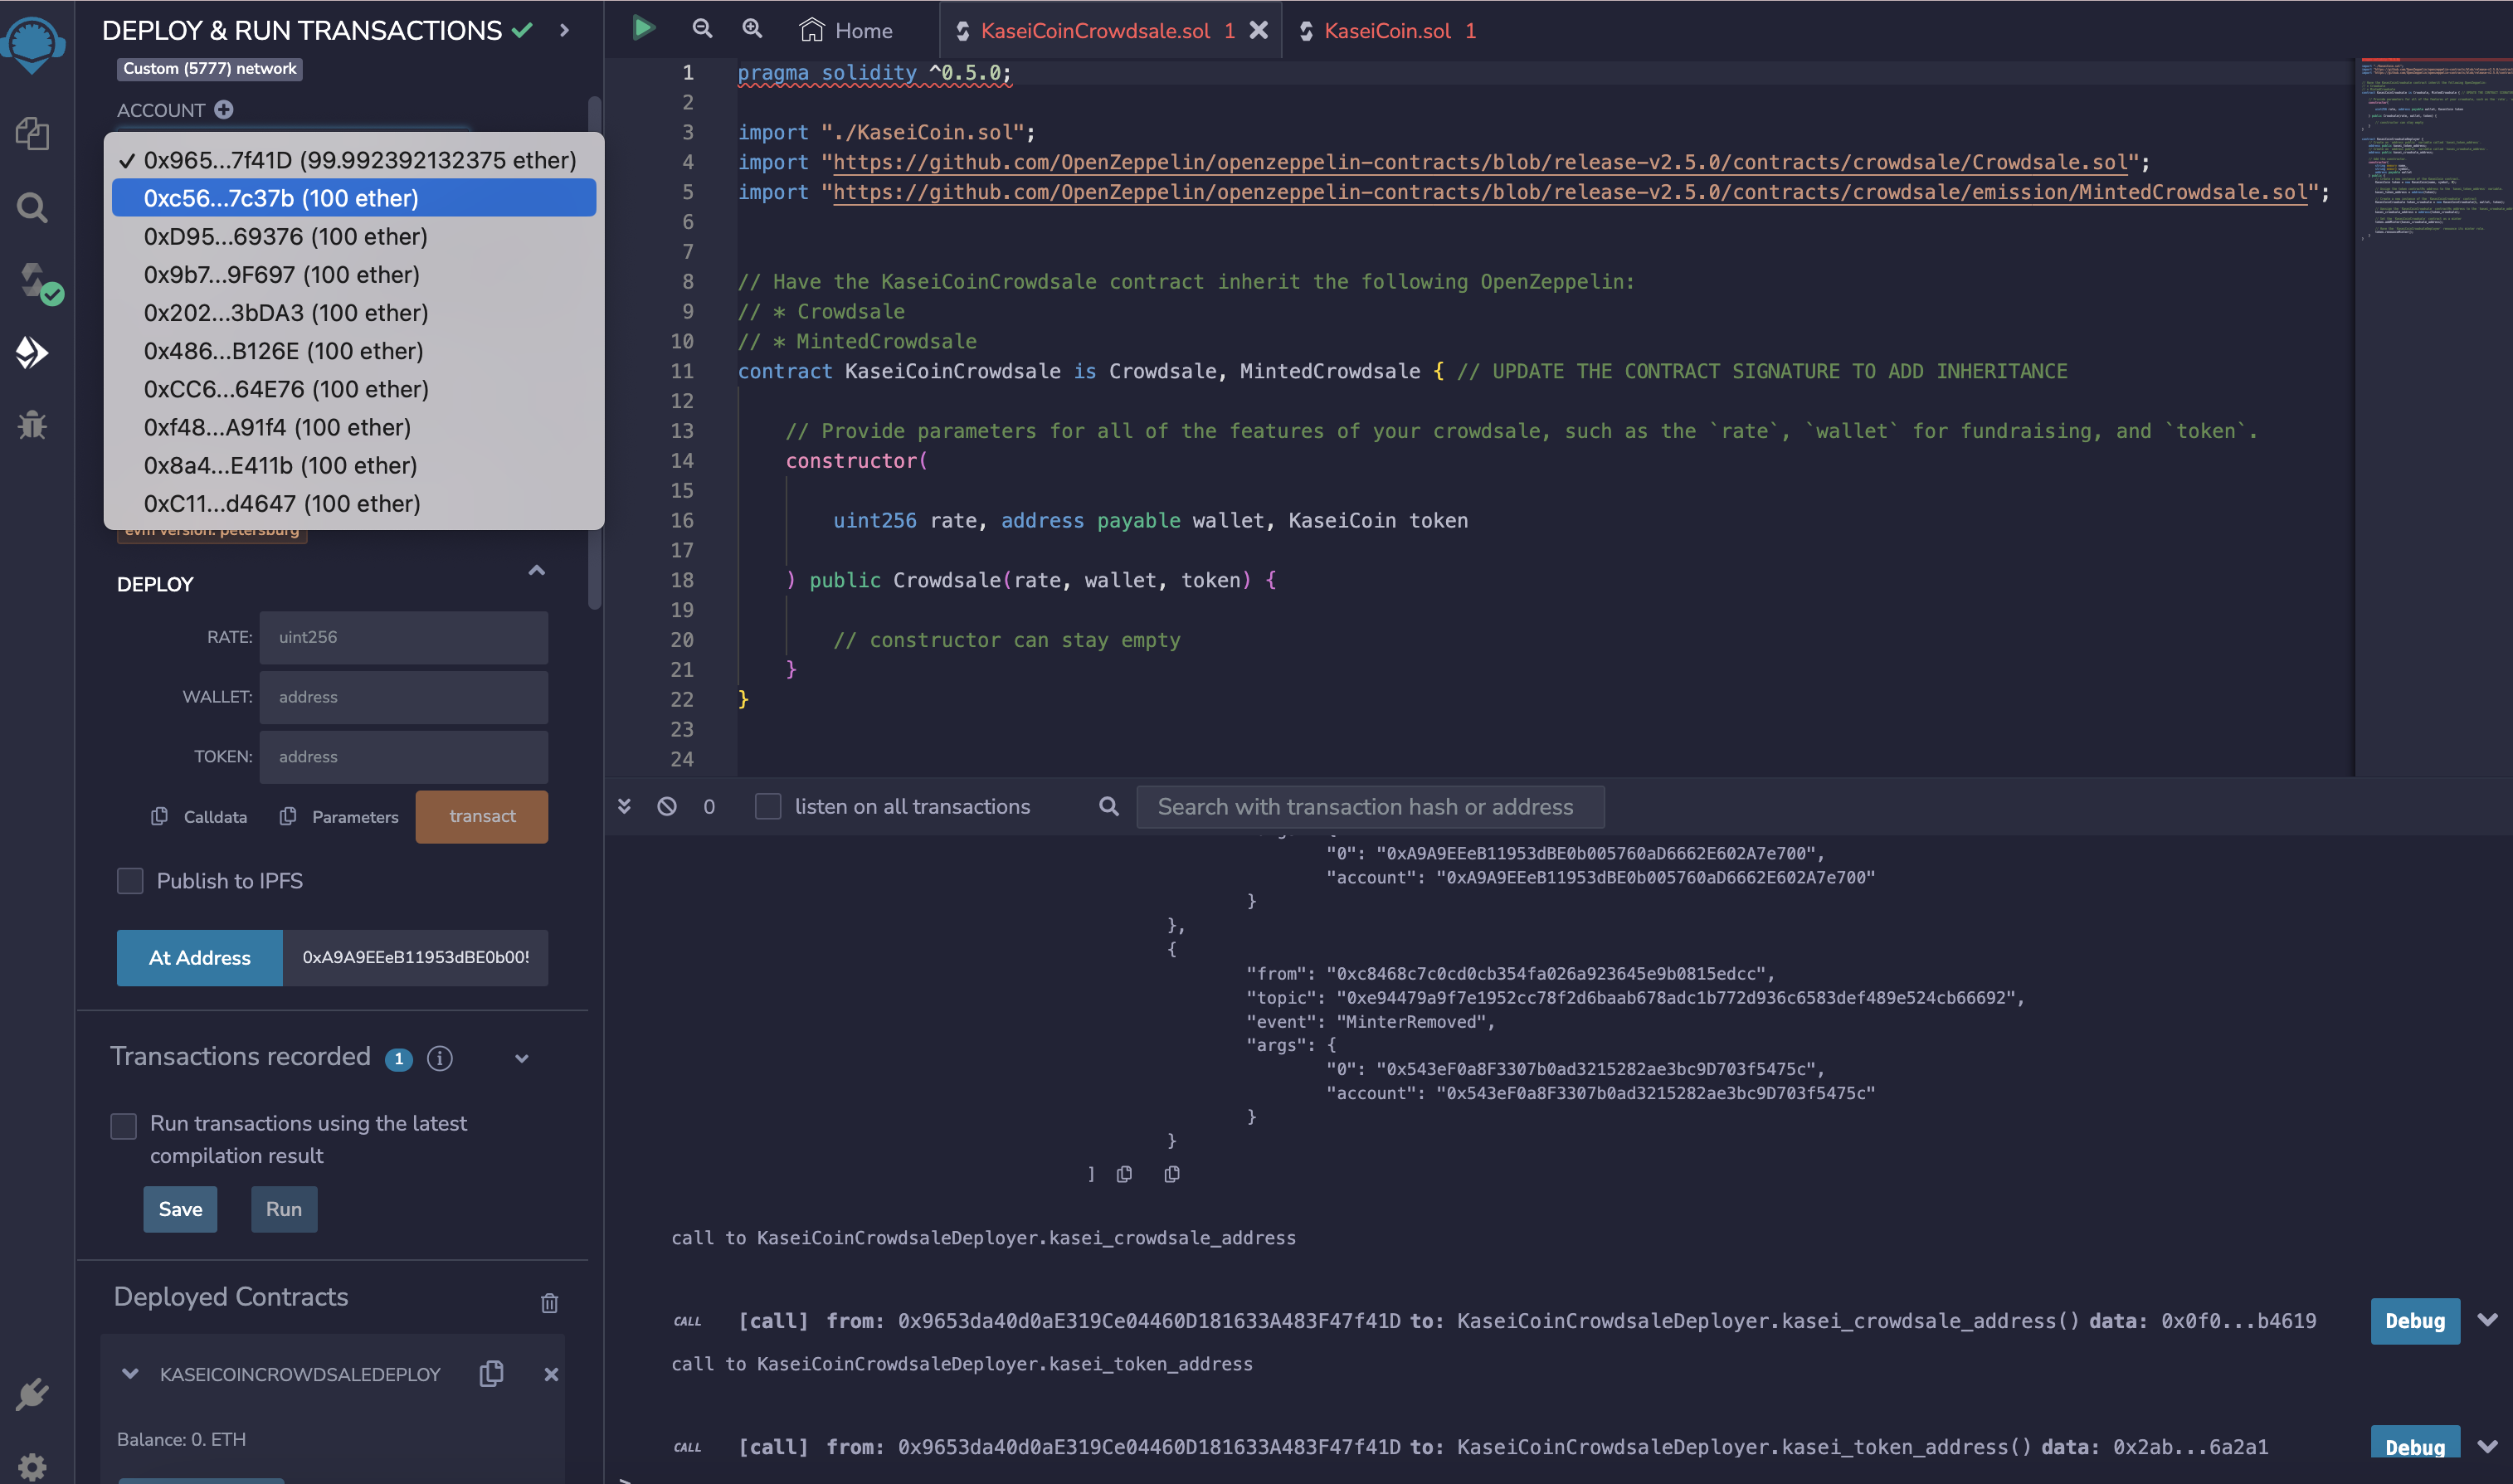 DEPLOY & RUN TRANSACTIONS
Custom (5777) network
ACCOUNT
0x965...7f41D (99.992392132375 ether)
0xc56...7c37b (100 ether)
0xD95...69376 (100 ether)
0x9b7...9F697 (100 ether)
0x202...3bDA3 (100 ether)
0x486...B126E (100 ether)
0xCC6...64E76 (100 ether)
0xf48...A91f4 (100 ether)
0x8a4...E411b (100 ether)
0xC11...d4647 (100 ether)
evm version: petersburg
DEPLOY
RATE: uint256
WALLET: address
TOKEN: address
Calldata Parameters transact
Publish to IPFS
At Address 0xA9A9EEeB11953dBE0b005
Transactions recorded 1 i
Run transactions using the latest
compilation result
Save Run
Deployed Contracts
KASEICOINCROWDSALEDEPLOY
Balance: 0. ETH
Home KaseiCoinCrowdsale.sol 1 KaseiCoin.sol 1
1 pragma solidity ^0.5.0;
2
3 import "./KaseiCoin.sol";
4 import "https://github.com/OpenZeppelin/openzeppelin-contracts/blob/release-v2.5.0/contracts/crowdsale/Crowdsale.sol";
5 import "https://github.com/OpenZeppelin/openzeppelin-contracts/blob/release-v2.5.0/contracts/crowdsale/emission/MintedCrowdsale.sol";
6
7
8 // Have the KaseiCoinCrowdsale contract inherit the following OpenZeppelin:
9 // * Crowdsale
10 // * MintedCrowdsale
11 contract KaseiCoinCrowdsale is Crowdsale, MintedCrowdsale { // UPDATE THE CONTRACT SIGNATURE TO ADD INHERITANCE
12
13 // Provide parameters for all of the features of your crowdsale, such as the `rate`, `wallet` for fundraising, and `token`.
14 constructor(
15
16 uint256 rate, address payable wallet, KaseiCoin token
17
18 ) public Crowdsale(rate, wallet, token) {
19
20 // constructor can stay empty
21 }
22 }
23
24
0 listen on all transactions Search with transaction hash or address
"0": "0xA9A9EEeB11953dBE0b005760aD6662E602A7e700",
"account": "0xA9A9EEeB11953dBE0b005760aD6662E602A7e700"
}
},
{
"from": "0xc8468c7c0cd0cb354fa026a923645e9b0815edcc",
"topic": "0xe94479a9f7e1952cc78f2d6baab678adc1b772d936c6583def489e524cb66692",
"event": "MinterRemoved",
"args": {
"0": "0x543eF0a8F3307b0ad3215282ae3bc9D703f5475c",
"account": "0x543eF0a8F3307b0ad3215282ae3bc9D703f5475c"
}
}
]
call to KaseiCoinCrowdsaleDeployer.kasei_crowdsale_address
CALL [call] from: 0x9653da40d0aE319Ce04460D181633A483F47f41D to: KaseiCoinCrowdsaleDeployer.kasei_crowdsale_address() data: 0x0f0...b4619 Debug
call to KaseiCoinCrowdsaleDeployer.kasei_token_address
CALL [call] from: 0x9653da40d0aE319Ce04460D181633A483F47f41D to: KaseiCoinCrowdsaleDeployer.kasei_token_address() data: 0x2ab...6a2a1 Debug